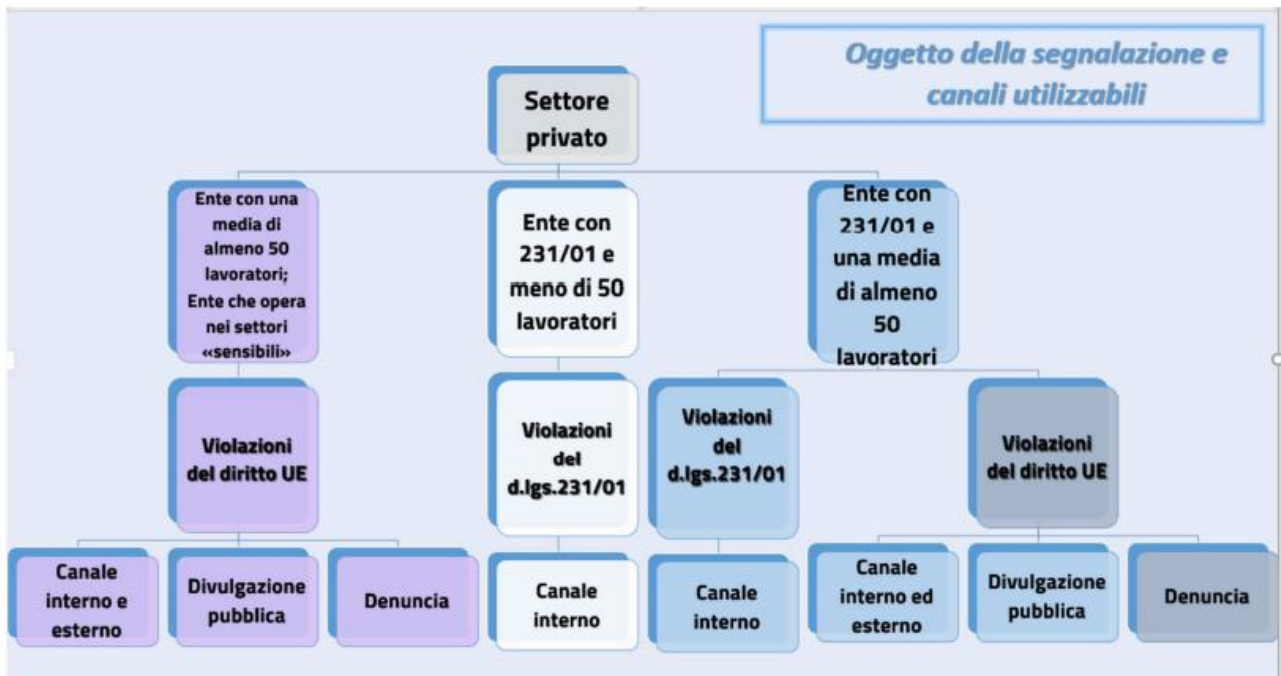 Oggetto della segnalazione e
canali utilizzabili
Settore
privato
Ente con una
media di
almeno 50
lavoratori;
Ente che opera
nei settori
«sensibili»
Ente con
231/01 e
meno di 50
lavoratori
Ente con
231/01 e
una media
di almeno
50
lavoratori
Violazioni
del diritto UE
Violazioni
del
d.lgs.231/01
Violazioni
del
d.lgs.231/01
Violazioni
del diritto UE
Canale
interno e
esterno
Divulgazione
pubblica
Denuncia
Canale
interno
Canale
interno
Canale
interno ed
esterno
Divulgazione
pubblica
Denuncia